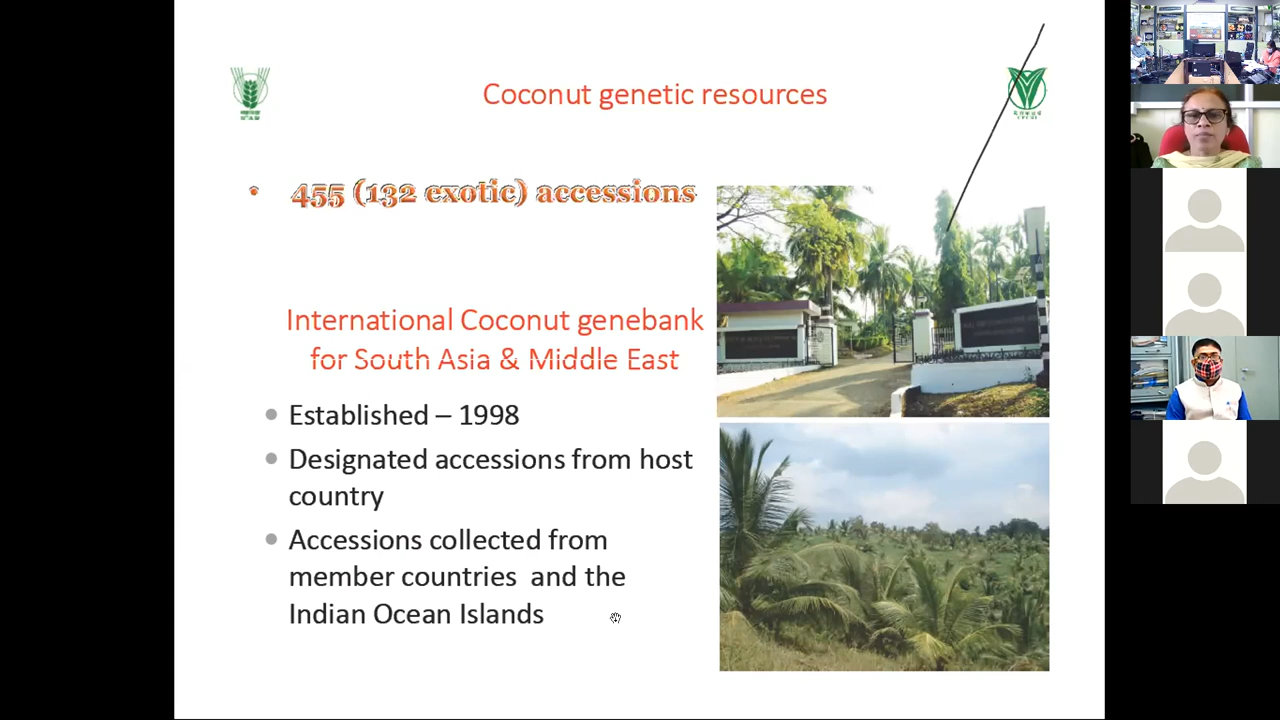 Coconut genetic resources
• 455 (132 exotic) accessions
International Coconut genebank
for South Asia & Middle East
• Established – 1998
• Designated accessions from host
country
• Accessions collected from
member countries and the
Indian Ocean Islands